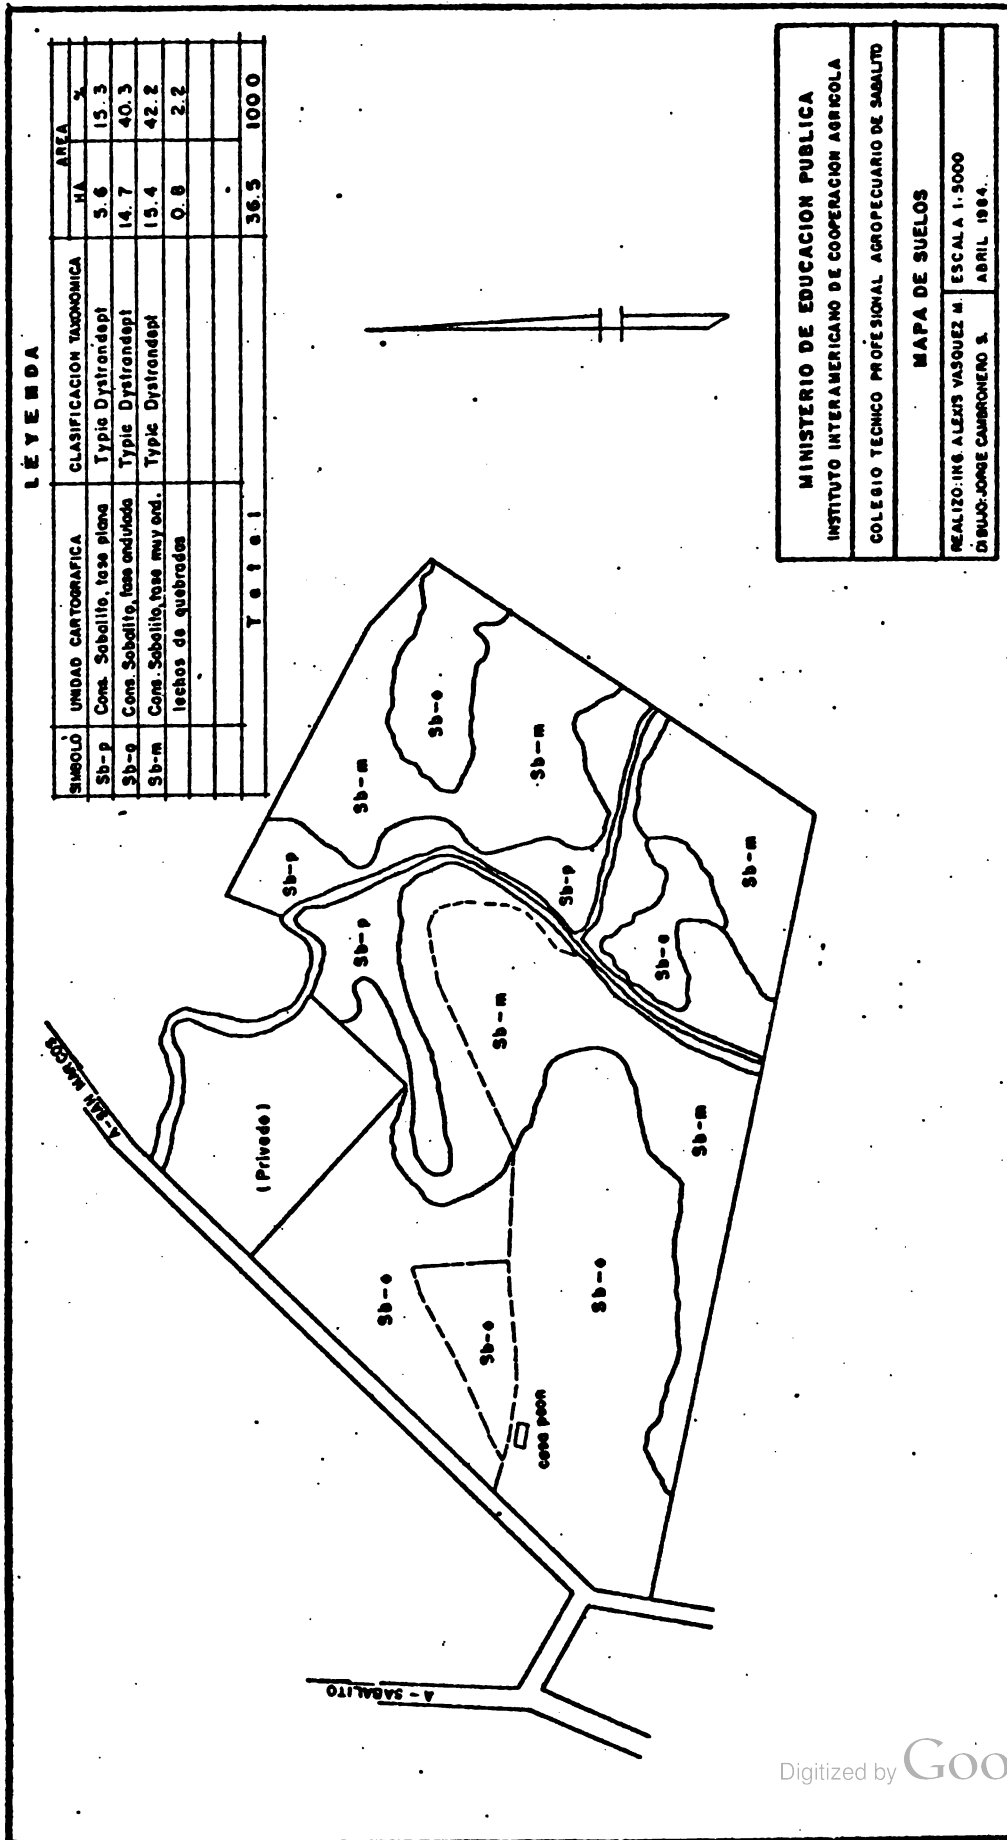 LEYENDA
SIMBOLO UNIDAD CARTOGRAFICA CLASIFICACION TAXONOMICA AREA
HA %
Sb-p Cons. Sabalito, fase plana Typic Dystrandept 5.6 15.3
Sb-o Cons. Sabalito, fase ondulada Typic Dystrandept 14.7 40.3
Sb-m Cons. Sabalito, fase muy ond. Typic Dystrandept 15.4 42.2
lechos de quebradas 0.8 2.2
Total 36.5 100.0
A-SAN MARCOS
(Privado)
Sb-p
Sb-m
Sb-o
Sb-p
Sb-m
Sb-o
Sb-m
Sb-p
Sb-o
Sb-o
Sb-o
Sb-m
Sb-m
casa peon
A-SABALITO
MINISTERIO DE EDUCACION PUBLICA
INSTITUTO INTERAMERICANO DE COOPERACION AGRICOLA
COLEGIO TECNICO PROFESIONAL AGROPECUARIO DE SABALITO
MAPA DE SUELOS
REALIZO: ING. ALEXIS VASQUEZ M. ESCALA 1:5000
DIBUJO: JORGE CAMBRONERO S. ABRIL 1984.
Digitized by Goo